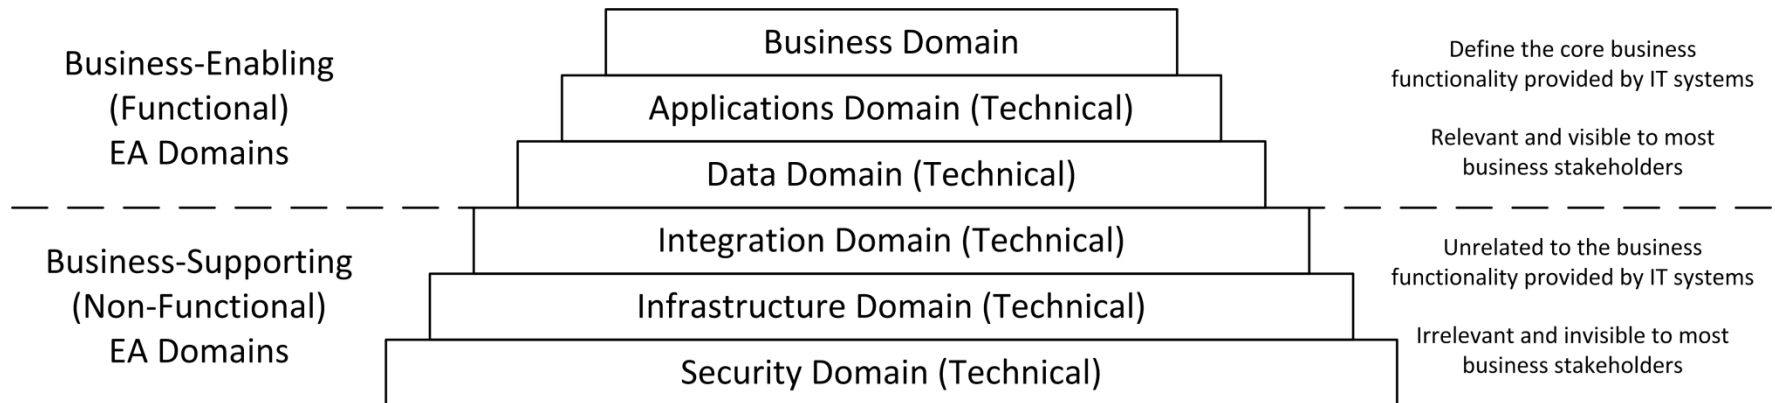 Business-Enabling
(Functional)
EA Domains
Business Domain
Applications Domain (Technical)
Data Domain (Technical)
Define the core business
functionality provided by IT systems
Relevant and visible to most
business stakeholders
Business-Supporting
(Non-Functional)
EA Domains
Integration Domain (Technical)
Infrastructure Domain (Technical)
Security Domain (Technical)
Unrelated to the business
functionality provided by IT systems
Irrelevant and invisible to most
business stakeholders